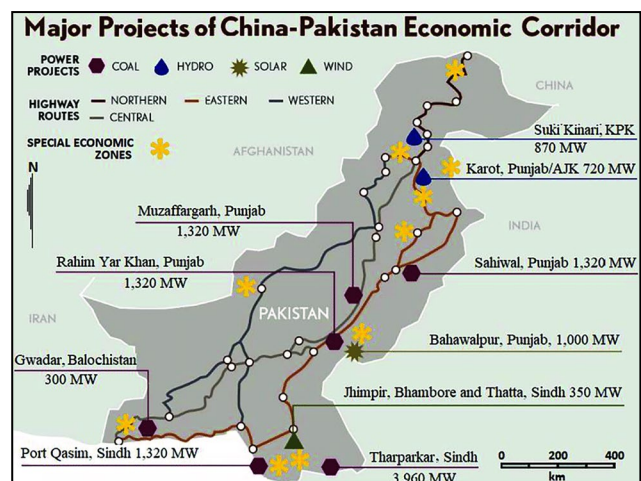 Major Projects of China-Pakistan Economic Corridor
POWER
PROJECTS
COAL
HYDRO
SOLAR
WIND
HIGHWAY
ROUTES
NORTHERN
EASTERN
WESTERN
CENTRAL
SPECIAL ECONOMIC
ZONES
N
CHINA
AFGHANISTAN
Suki Kinari, KPK
870 MW
Karot, Punjab/AJK 720 MW
Muzaffargarh, Punjab
1,320 MW
INDIA
Rahim Yar Khan, Punjab
1,320 MW
Sahiwal, Punjab 1,320 MW
IRAN
PAKISTAN
Bahawalpur, Punjab, 1,000 MW
Gwadar, Balochistan
300 MW
Jhimpir, Bhambore and Thatta, Sindh 350 MW
Port Qasim, Sindh 1,320 MW
Tharparkar, Sindh
3,960 MW
0 200 400
km